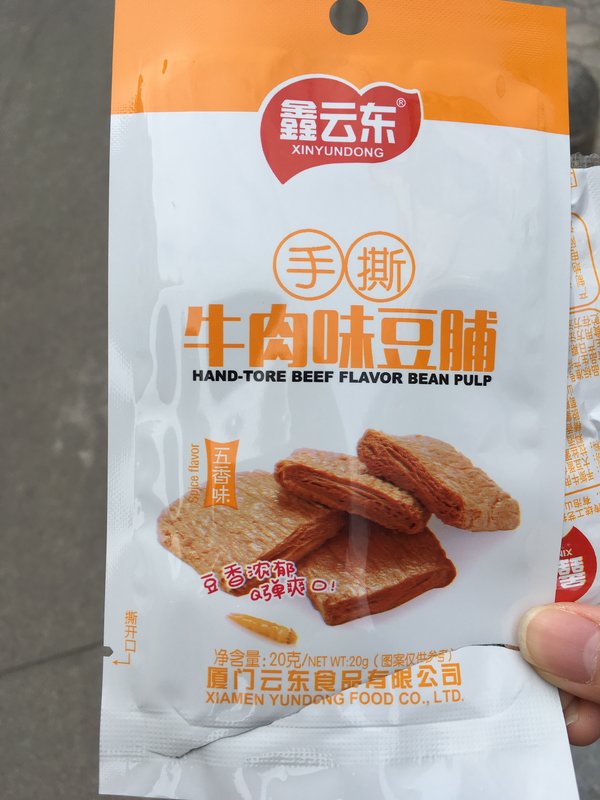 鑫云东®
XINYUNDONG
手撕
牛肉味豆脯
HAND-TORE BEEF FLAVOR BEAN PULP
五香味
flavor
豆香浓郁
Q弹爽口!
撕开口
净含量:20克/NET WT:20g(图案仅供参考)
厦门云东食品有限公司
XIAMEN YUNDONG FOOD CO., LTD.